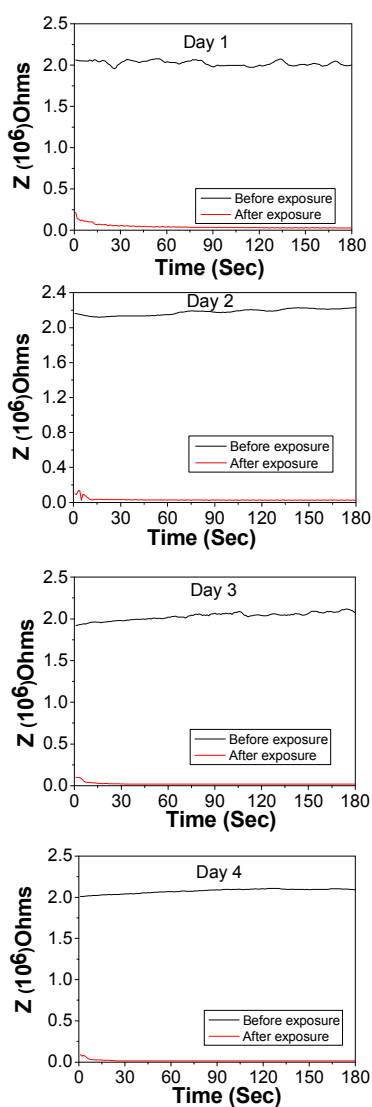 Day 1
Z (10⁶)Ohms
2.5
2.0
1.5
1.0
0.5
0.0
Before exposure
After exposure
0 30 60 90 120 150 180
Time (Sec)
Day 2
Z (10⁶)Ohms
2.4
2.0
1.6
1.2
0.8
0.4
0.0
Before exposure
After exposure
0 30 60 90 120 150 180
Time (Sec)
Day 3
Z (10⁶)Ohms
2.5
2.0
1.5
1.0
0.5
0.0
Before exposure
After exposure
0 30 60 90 120 150 180
Time (Sec)
Day 4
Z (10⁶)Ohms
2.5
2.0
1.5
1.0
0.5
0.0
Before exposure
After exposure
0 30 60 90 120 150 180
Time (Sec)